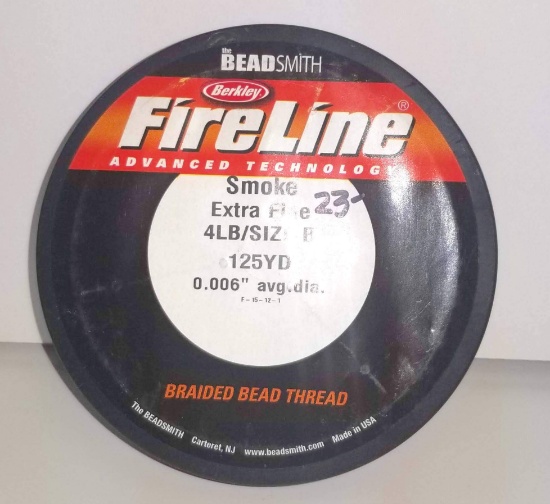 the
BEADSMITH
Berkley
FireLine®
ADVANCED TECHNOLOGY
Smoke
Extra 23-
4LB/SIZE B
125YD
0.006" avg.dia.
F-15-12-1
BRAIDED BEAD THREAD
The BEADSMITH Carteret, NJ www.beadsmith.com Made in USA